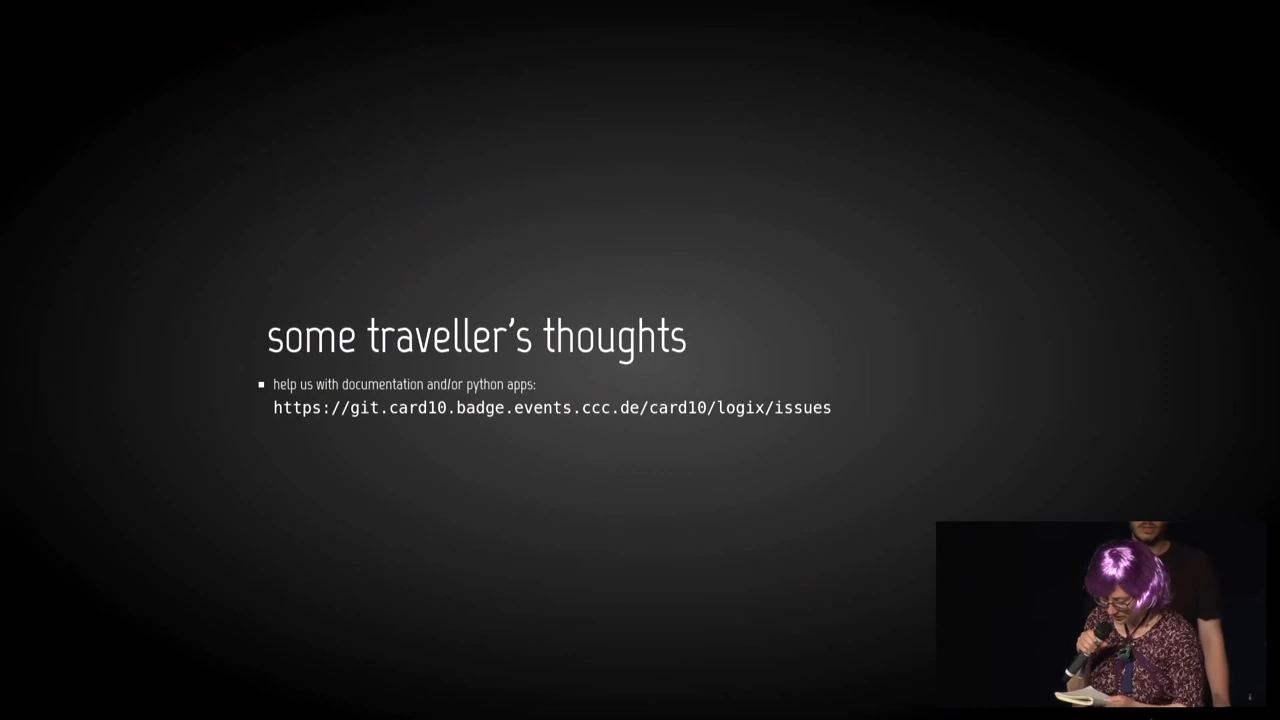 some traveller's thoughts
help us with documentation and/or python apps:
https://git.card10.badge.events.ccc.de/card10/logix/issues